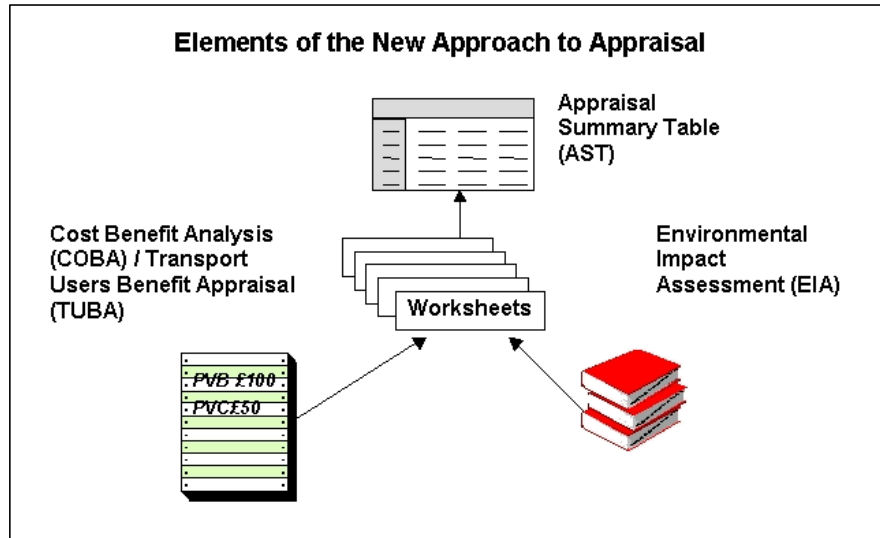 Elements of the New Approach to Appraisal
Appraisal
Summary Table
(AST)
Cost Benefit Analysis
(COBA) / Transport
Users Benefit Appraisal
(TUBA)
Environmental
Impact
Assessment (EIA)
Worksheets
PVB £100
PVC£50